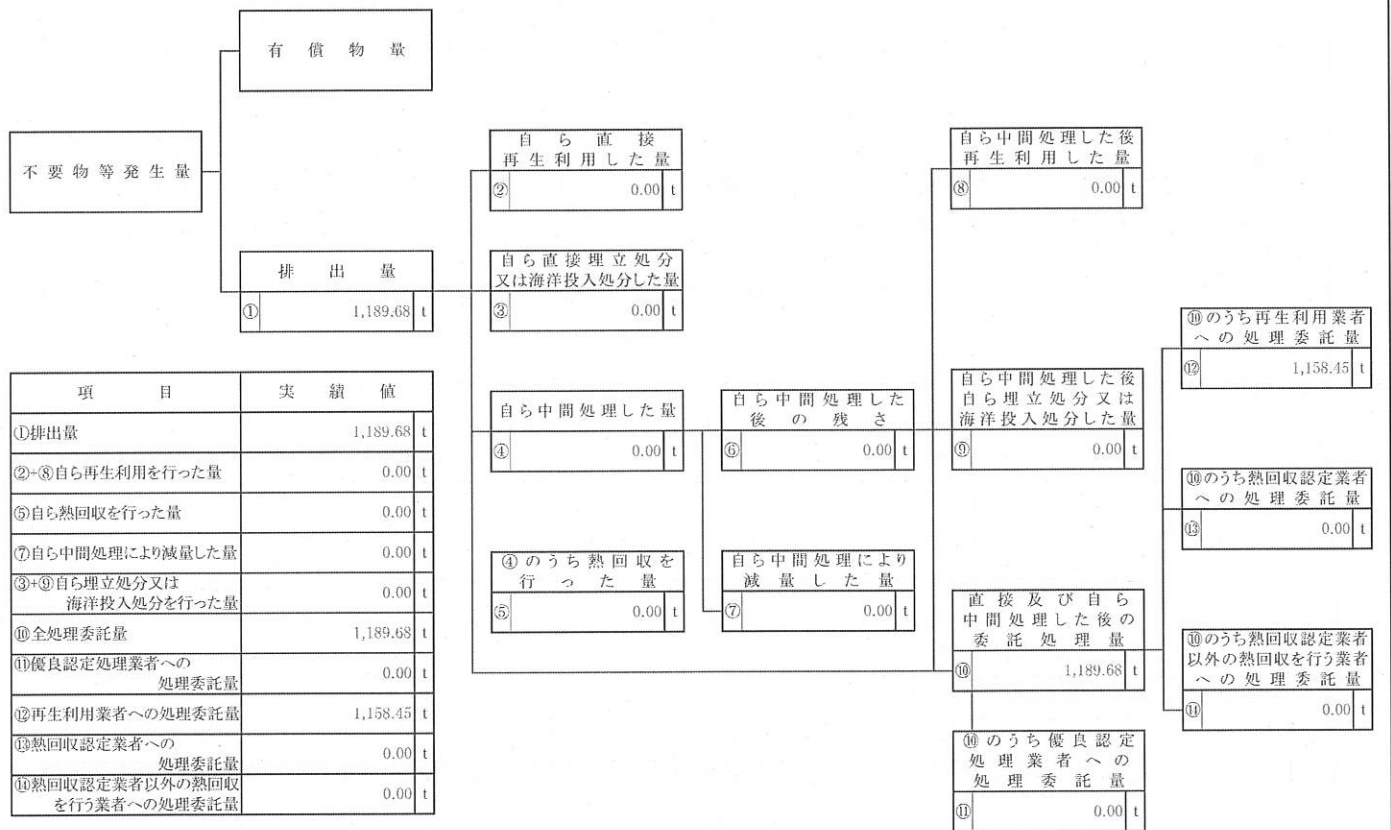 有償物量
不要物等発生量
排出量
① 1,189.68 t
自ら直接
再生利用した量
② 0.00 t
自ら直接埋立処分
又は海洋投入処分した量
③ 0.00 t
自ら中間処理した量
④ 0.00 t
④のうち熱回収を
行った量
⑤ 0.00 t
自ら中間処理した
後の残さ
⑥ 0.00 t
自ら中間処理により
減量した量
⑦ 0.00 t
自ら中間処理した後
再生利用した量
⑧ 0.00 t
自ら中間処理した後
自ら埋立処分又は
海洋投入処分した量
⑨ 0.00 t
直接及び自ら
中間処理した後の
委託処理量
⑩ 1,189.68 t
⑩のうち優良認定
処理業者への
処理委託量
⑪ 0.00 t
⑩のうち再生利用業者
への処理委託量
⑫ 1,158.45 t
⑩のうち熱回収認定業者
への処理委託量
⑬ 0.00 t
⑩のうち熱回収認定業者
以外の熱回収を行う業者
への処理委託量
⑭ 0.00 t
項目 実績値
①排出量 1,189.68 t
②+⑧自ら再生利用を行った量 0.00 t
⑤自ら熱回収を行った量 0.00 t
⑦自ら中間処理により減量した量 0.00 t
③+⑨自ら埋立処分又は
海洋投入処分を行った量 0.00 t
⑩全処理委託量 1,189.68 t
⑪優良認定処理業者への
処理委託量 0.00 t
⑫再生利用業者への処理委託量 1,158.45 t
⑬熱回収認定業者への
処理委託量 0.00 t
⑭熱回収認定業者以外の熱回収
を行う業者への処理委託量 0.00 t